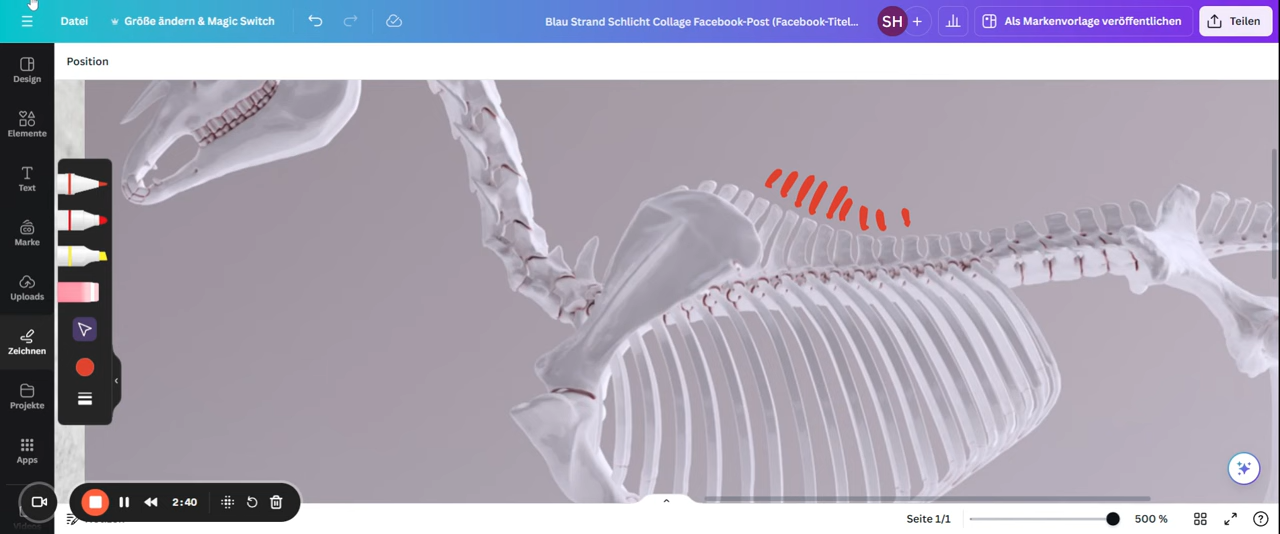 Datei Größe ändern & Magic Switch Blau Strand Schlicht Collage Facebook-Post (Facebook-Titel... SH + Als Markenvorlage veröffentlichen Teilen
Position
Design
Elemente
Text
Marke
Uploads
Zeichnen
Projekte
Apps
2:40
Seite 1/1 500 %